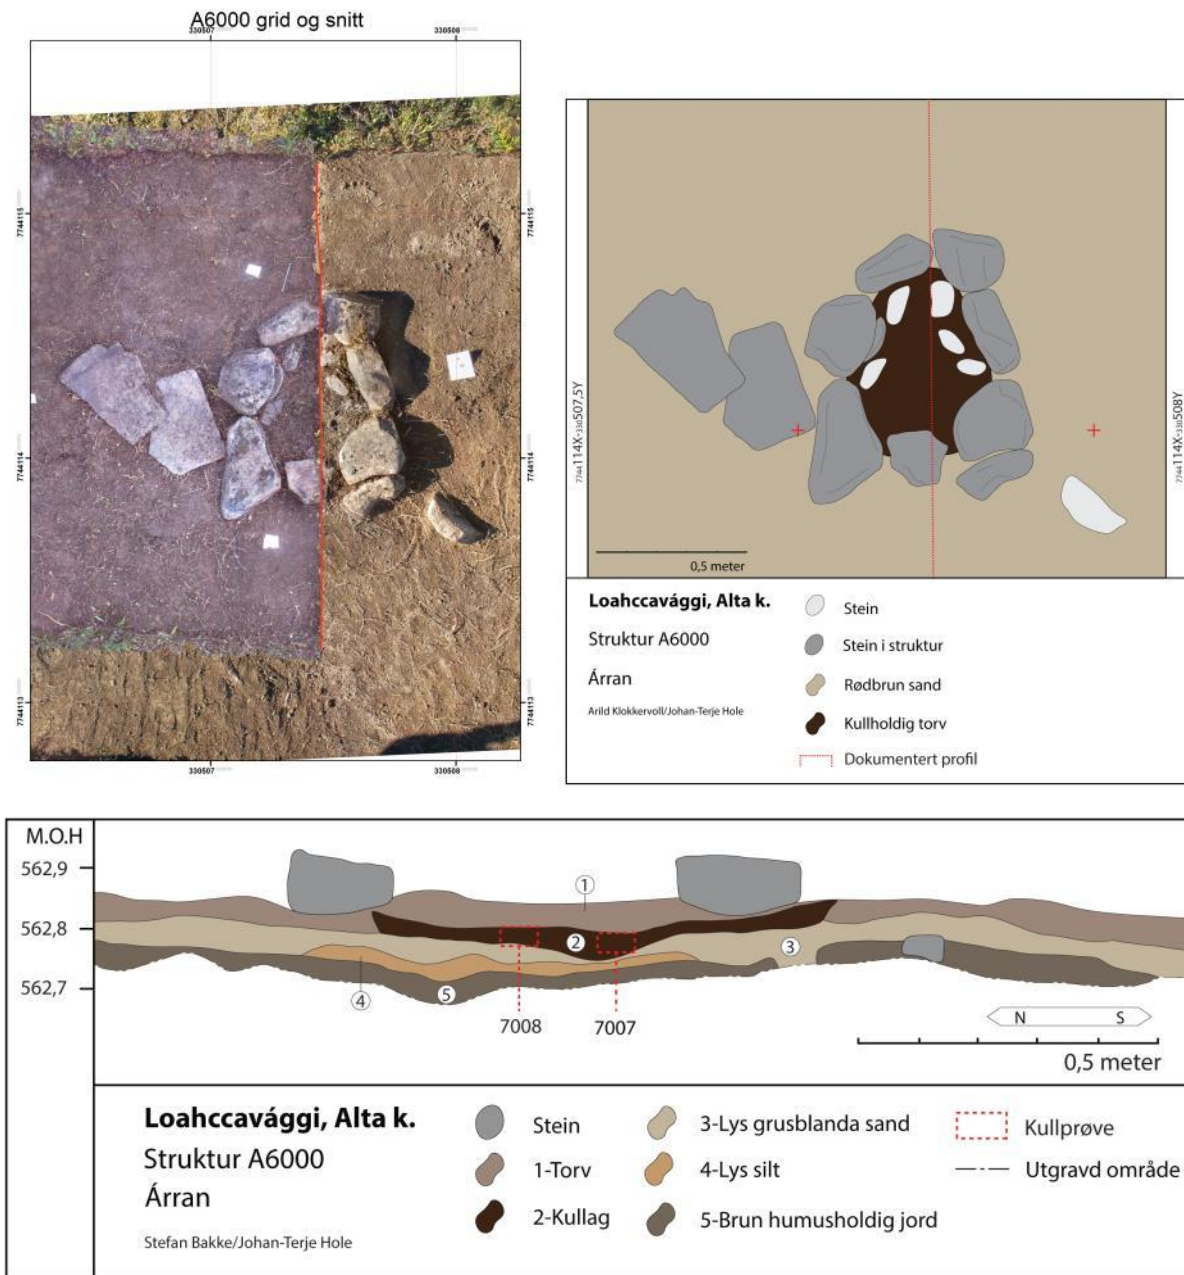 A6000 grid og snitt
330507
330508
7744115
7744115
7744114
7744114
7744113
7744113
330507
330508
7744114X-330507,5Y
7744114X-330508Y
0,5 meter
Loahccavággi, Alta k.
Struktur A6000
Árran
Arild Klokkervoll/Johan-Terje Hole
Stein
Stein i struktur
Rødbrun sand
Kullholdig torv
Dokumentert profil
M.O.H
562,9
562,8
562,7
1
2
3
4
5
7008
7007
N S
0,5 meter
Loahccavággi, Alta k.
Struktur A6000
Árran
Stefan Bakke/Johan-Terje Hole
Stein
1-Torv
2-Kullag
3-Lys grusblanda sand
4-Lys silt
5-Brun humusholdig jord
Kullprøve
Utgravd område